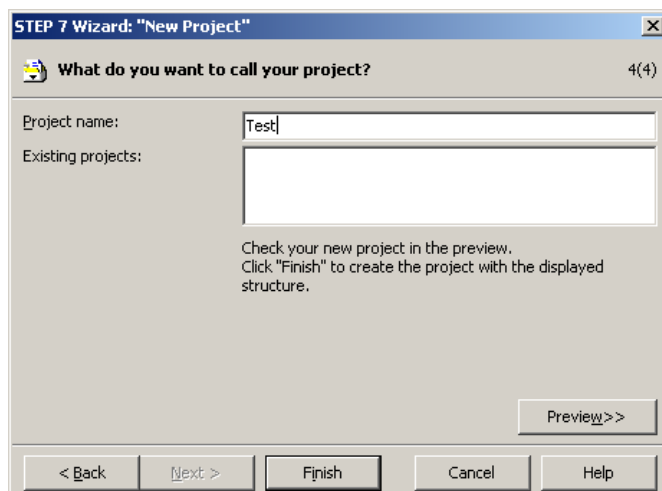 STEP 7 Wizard: "New Project"
What do you want to call your project? 4(4)
Project name: Test
Existing projects:
Check your new project in the preview.
Click "Finish" to create the project with the displayed
structure.
Preview>>
< Back Next > Finish Cancel Help